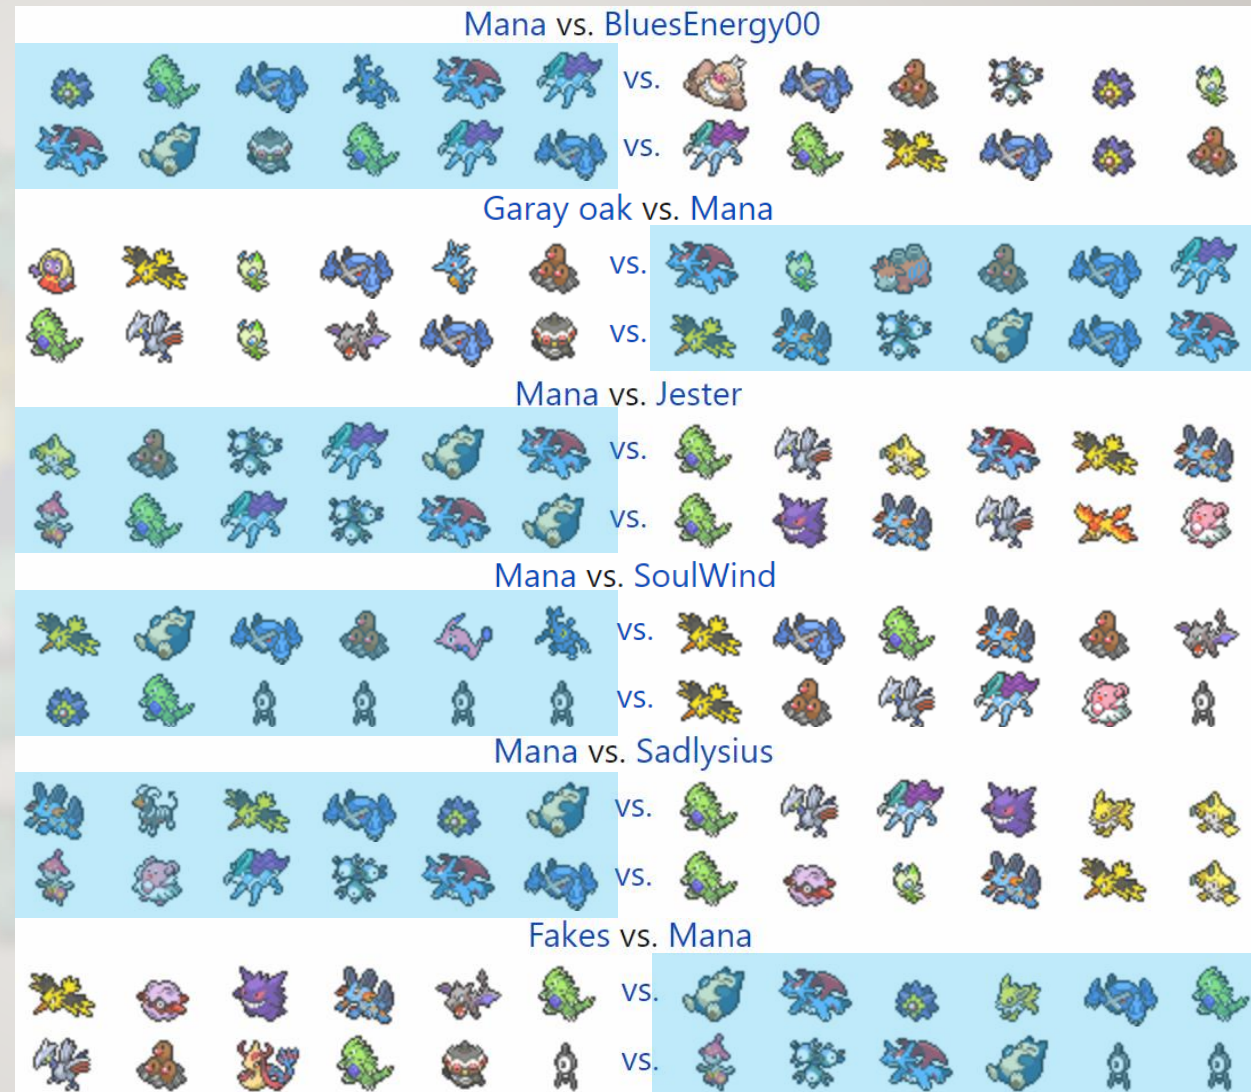 Mana vs. BluesEnergy00
vs.
vs.
Garay oak vs. Mana
vs.
vs.
Mana vs. Jester
vs.
vs.
Mana vs. SoulWind
vs.
vs.
Mana vs. Sadlysius
vs.
vs.
Fakes vs. Mana
vs.
vs.